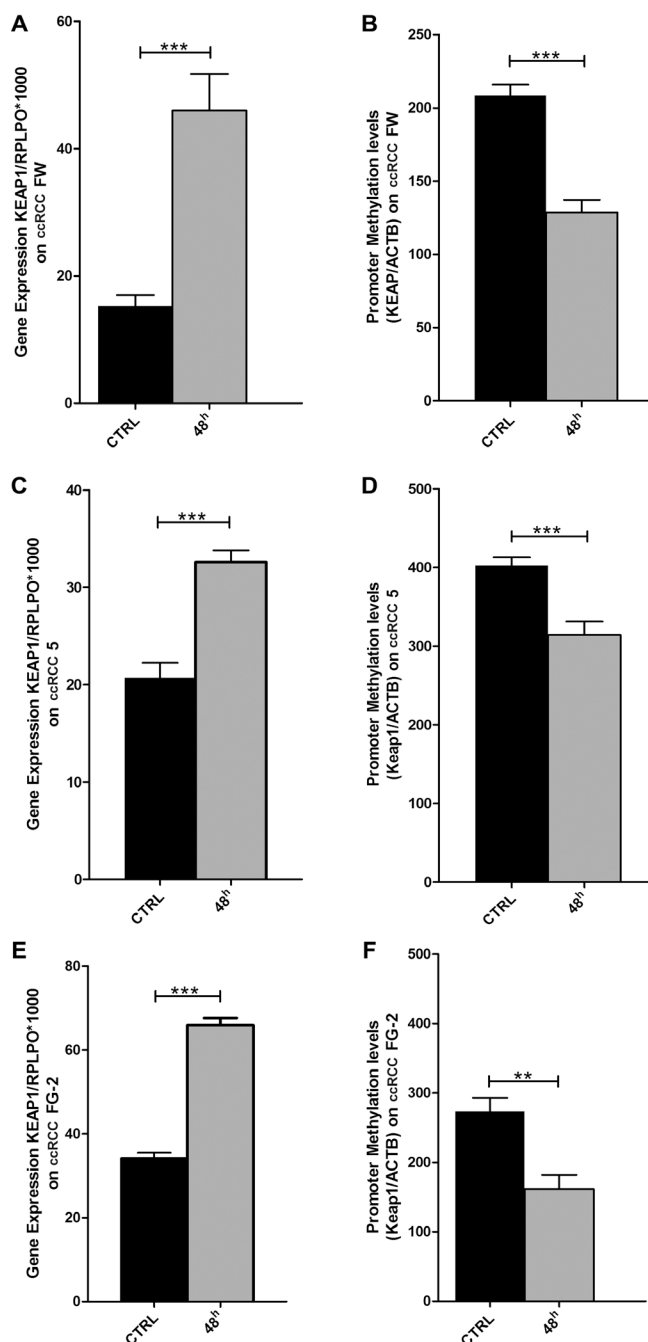 A
Gene Expression KEAP1/RPLPO*1000
on ccRCC FW
60
40
20
0
***
CTRL
48h
B
Promoter Methylation levels
(KEAP/ACTB) on ccRCC FW
250
200
150
100
50
0
***
CTRL
48h
C
Gene Expression KEAP1/RPLPO*1000
on ccRCC 5
40
30
20
10
0
***
CTRL
48h
D
Promoter Methylation levels
(Keap1/ACTB) on ccRCC 5
500
400
300
200
100
0
***
CTRL
48h
E
Gene Expression KEAP1/RPLPO*1000
on ccRCC FG-2
80
60
40
20
0
***
CTRL
48h
F
Promoter Methylation levels
(Keap1/ACTB) on ccRCC FG-2
500
400
300
200
100
0
**
CTRL
48h